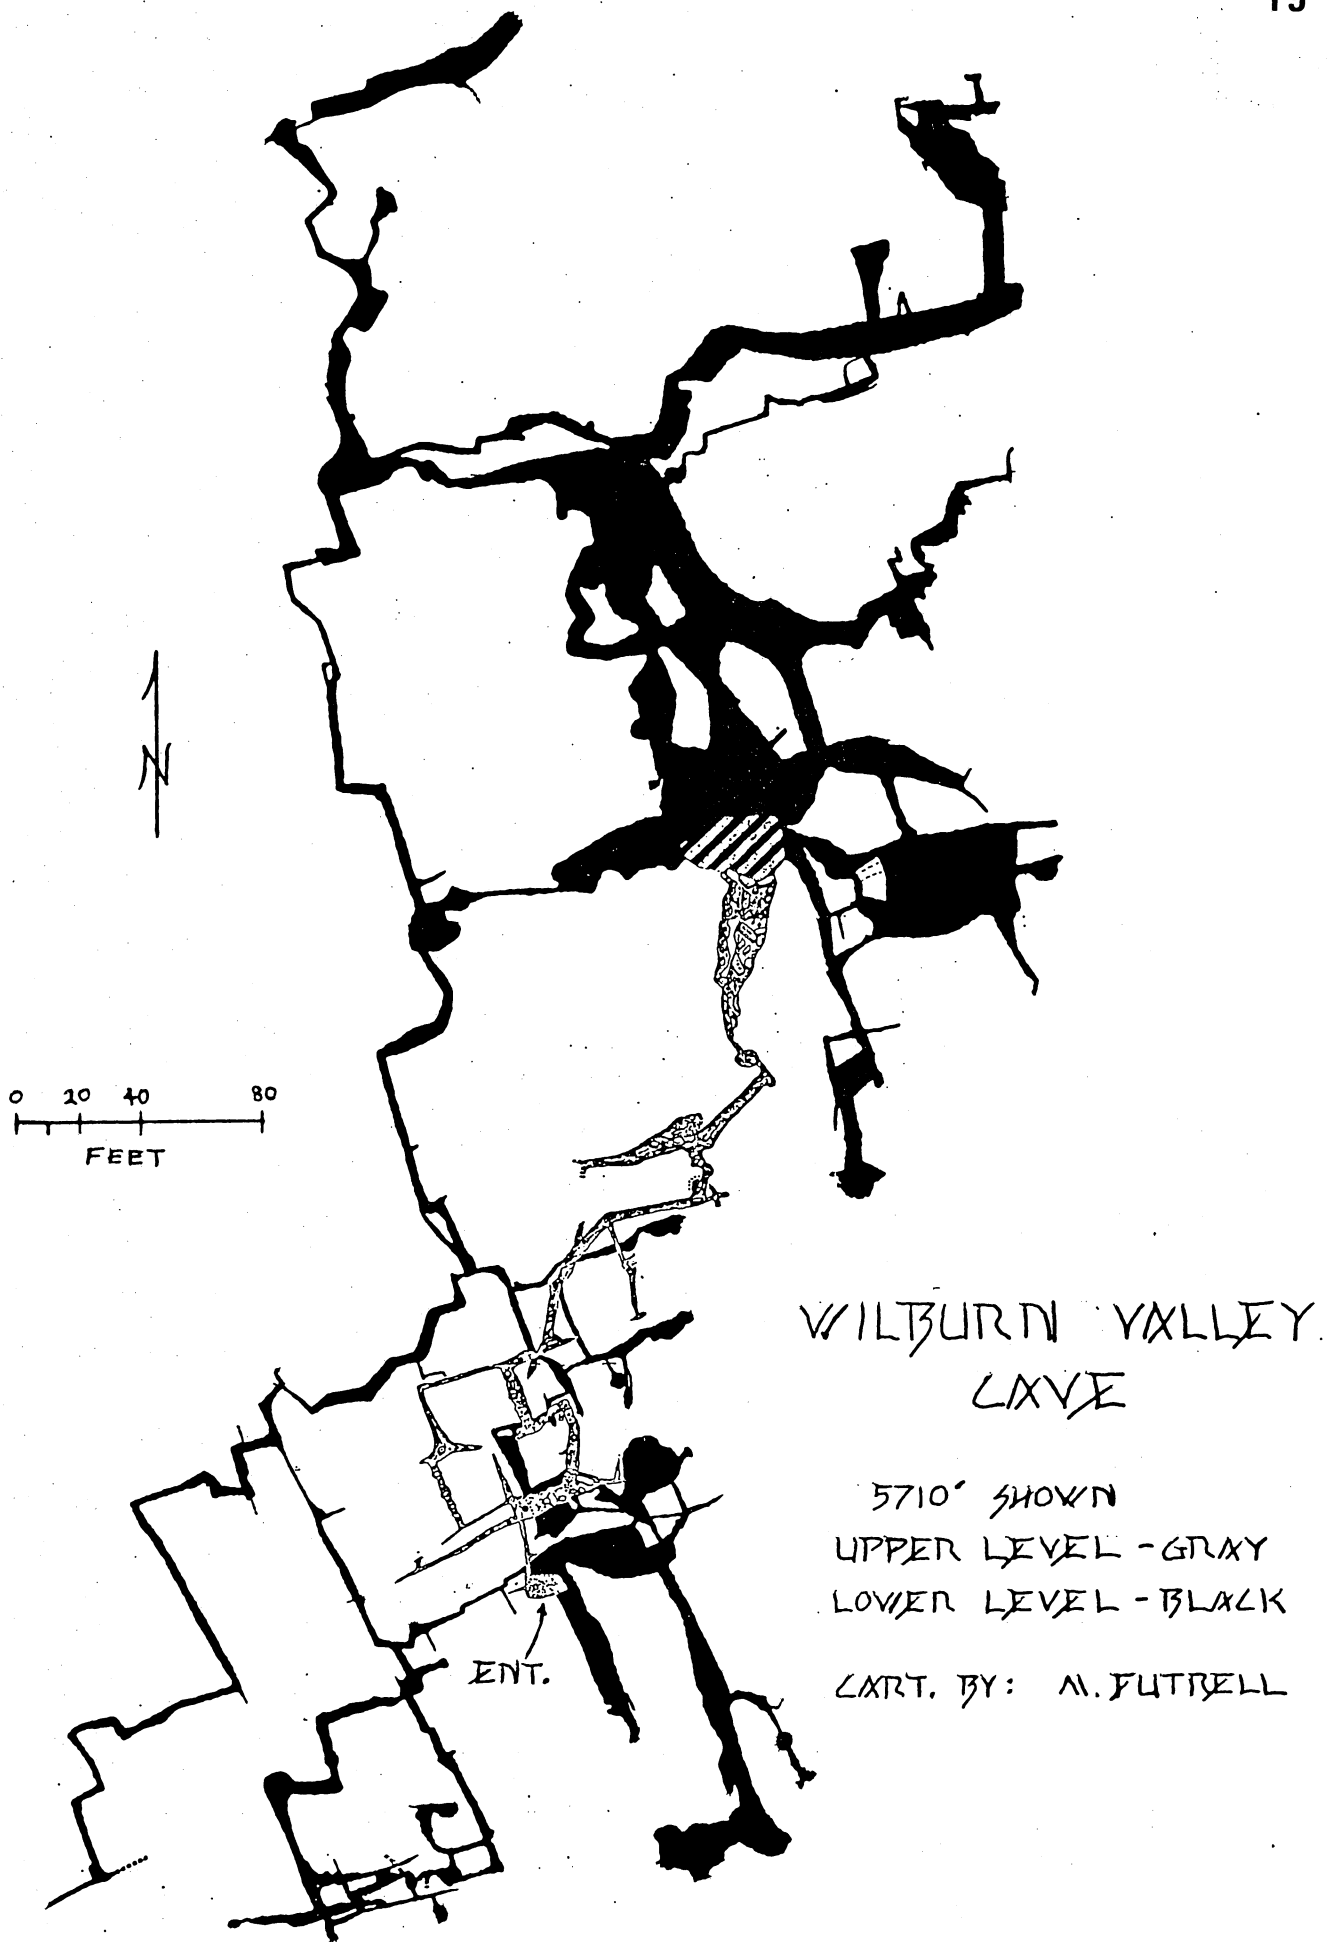 N
0 20 40 80
FEET
WILBURN VALLEY
CAVE
5710' SHOWN
UPPER LEVEL - GRAY
LOWER LEVEL - BLACK
ENT.
CART. BY: M. FUTRELL